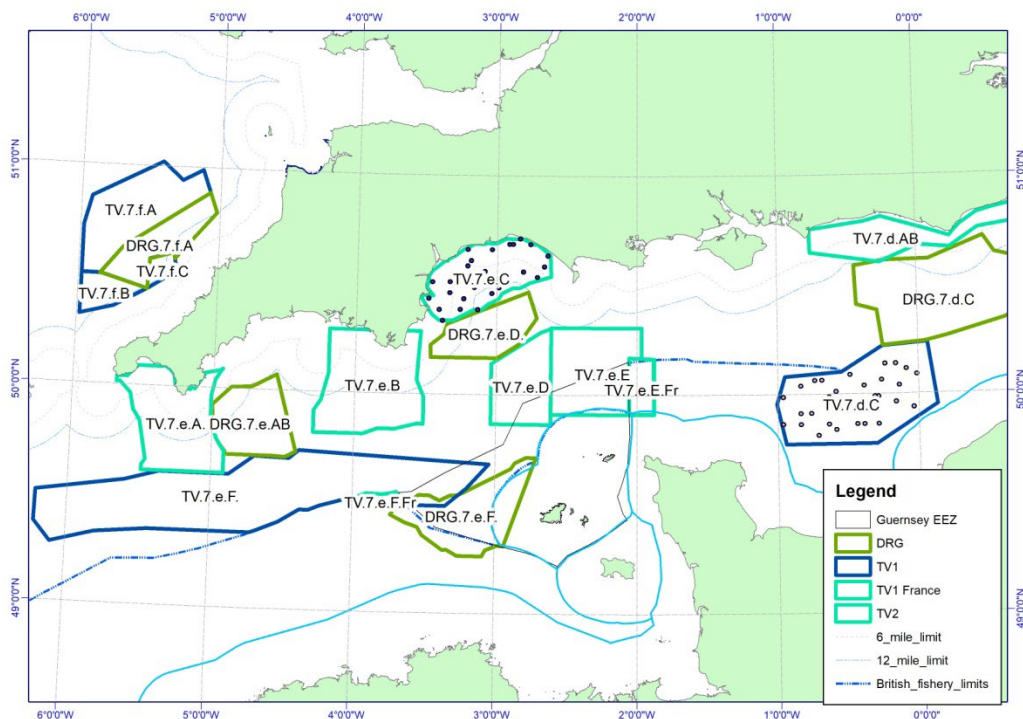 6°0'0"W 5°0'0"W 4°0'0"W 3°0'0"W 2°0'0"W 1°0'0"W 0°0'0"
51°0'0"N
51°0'0"N
TV.7.f.A
DRG.7.f.A
TV.7.f.C
TV.7.f.B
TV.7.e.C
TV.7.d.AB
DRG.7.d.C
DRG.7.e.D.
50°0'0"N
50°0'0"N
TV.7.e.B
TV.7.e.D
TV.7.e.E
TV.7.e.E.Fr
TV.7.d.C
TV.7.e.A.
DRG.7.e.AB
TV.7.e.F.
TV.7.e.F.Fr
DRG.7.e.F.
49°0'0"N
49°0'0"N
Legend
Guernsey EEZ
DRG
TV1
TV1 France
TV2
6_mile_limit
12_mile_limit
British_fishery_limits
6°0'0"W 5°0'0"W 4°0'0"W 3°0'0"W 2°0'0"W 1°0'0"W 0°0'0"